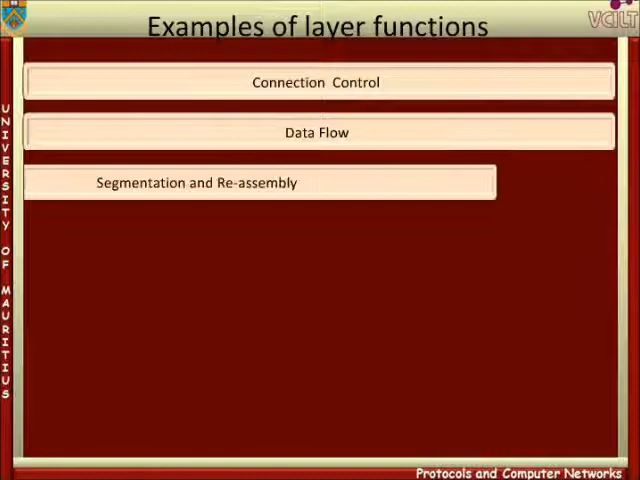 Examples of layer functions
VCILT
Connection Control
Data Flow
Segmentation and Re-assembly
UNIVERSITY OF MAURITIUS
Protocols and Computer Networks